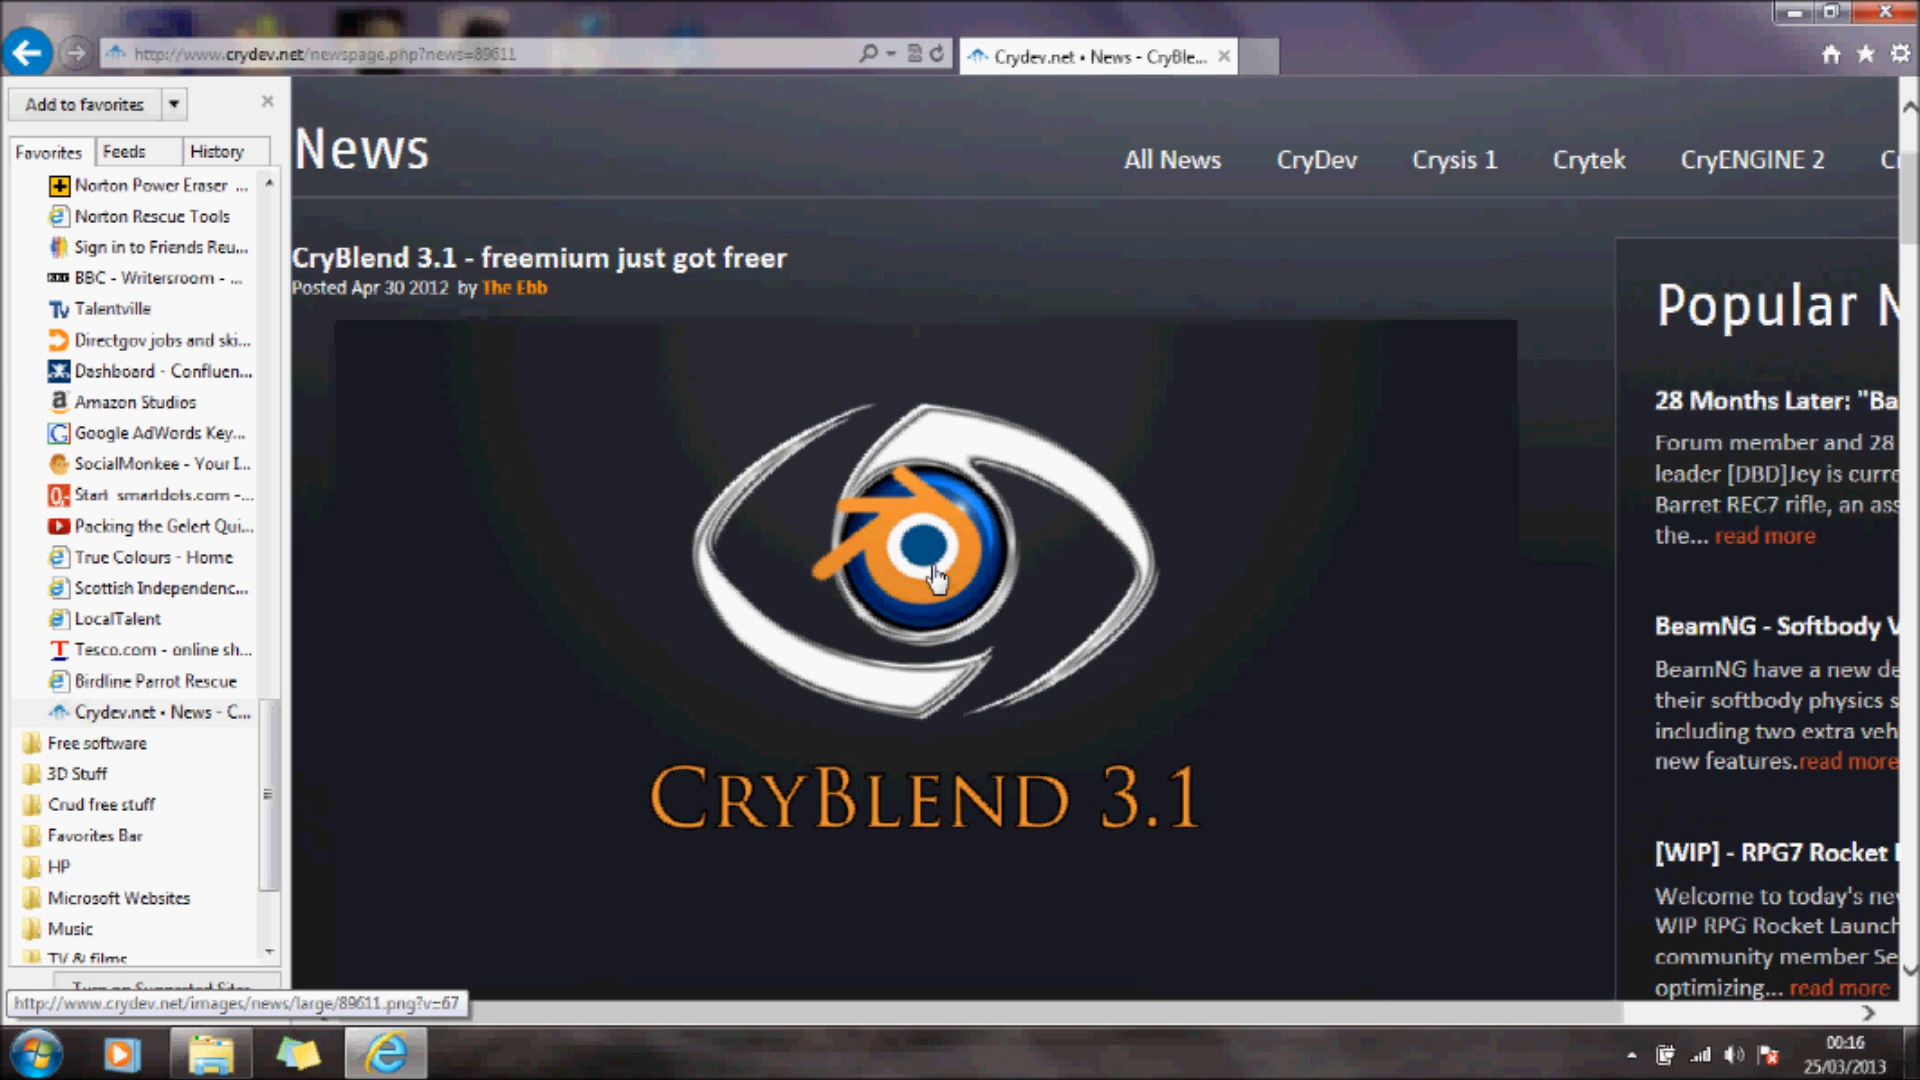 http://www.crydev.net/newspage.php?news=89611
Crydev.net • News - CryBle...
Add to favorites
Favorites
Feeds
History
Norton Power Eraser ...
Norton Rescue Tools
Sign in to Friends Reu...
BBC - Writersroom - ...
Talentville
Directgov jobs and ski...
Dashboard - Confluen...
Amazon Studios
Google AdWords Key...
SocialMonkee - Your I...
Start smartdots.com -...
Packing the Gelert Qui...
True Colours - Home
Scottish Independenc...
LocalTalent
Tesco.com - online sh...
Birdline Parrot Rescue
Crydev.net • News - C...
Free software
3D Stuff
Crud free stuff
Favorites Bar
HP
Microsoft Websites
Music
TV & films
http://www.crydev.net/images/news/large/89611.png?v=67
News
All News CryDev Crysis 1 Crytek CryENGINE 2
CryBlend 3.1 - freemium just got freer
Posted Apr 30 2012 by The Ebb
CRYBLEND 3.1
Popular N
28 Months Later: "Ba
Forum member and 28
leader [DBD]Jey is curre
Barret REC7 rifle, an ass
the... read more
BeamNG - Softbody V
BeamNG have a new de
their softbody physics s
including two extra veh
new features.read more
[WIP] - RPG7 Rocket
Welcome to today's nev
WIP RPG Rocket Launch
community member Se
optimizing... read more
00:16
25/03/2013